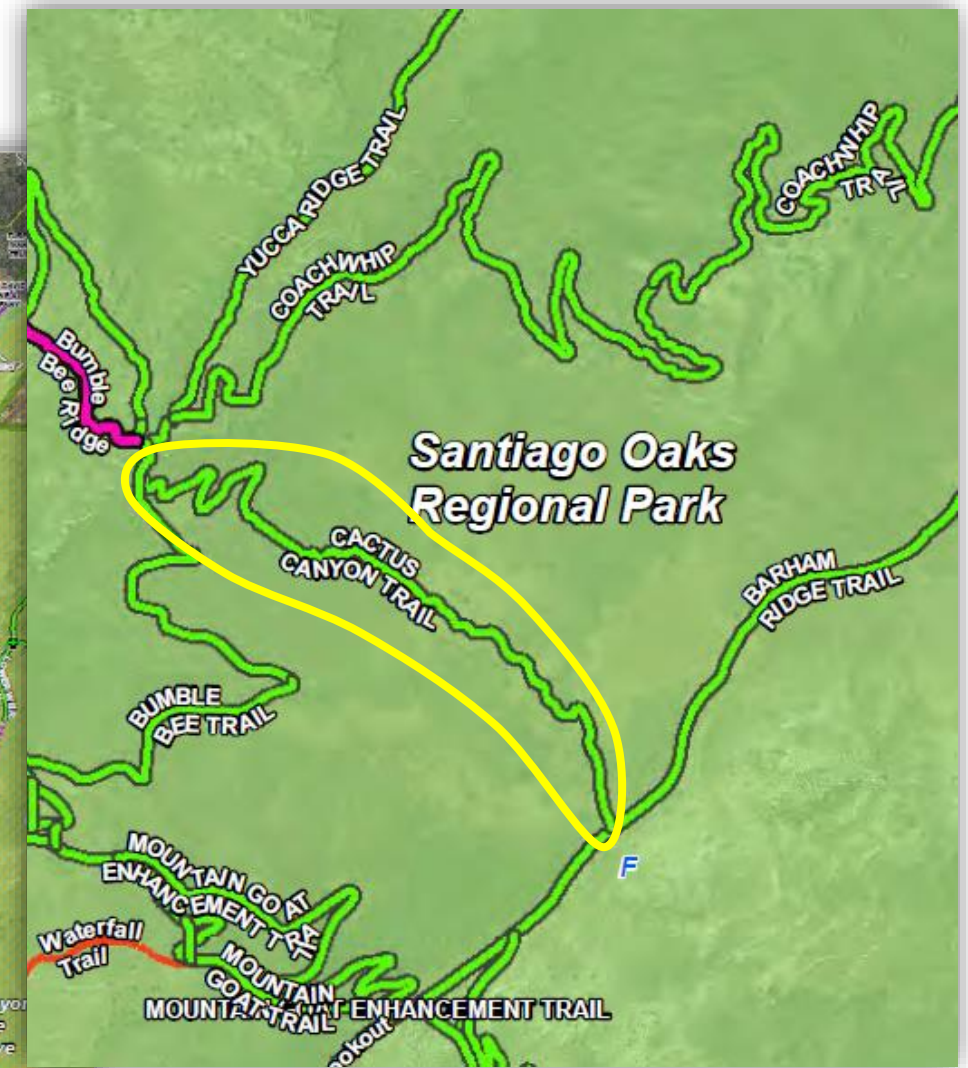 YUCCA RIDGE TRAIL
COACHWHIP
TRAIL
COACHWHIP
TRAIL
Bumble
Bee Ridge
Santiago Oaks
Regional Park
CACTUS
CANYON TRAIL
BARHAM
RIDGE TRAIL
BUMBLE
BEE TRAIL
F
MOUNTAIN GOAT
ENHANCEMENT TRA
Waterfall
Trail
MOUNTAIN
GOAT TRAIL
ENHANCEMENT TRAIL
ookout